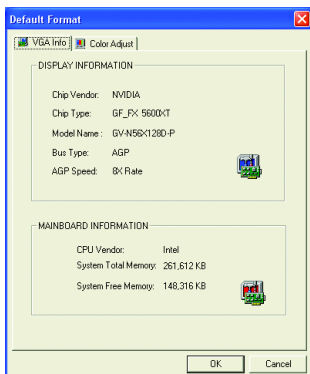 Default Format
VGA Info Color Adjust
DISPLAY INFORMATION
Chip Vendor: NVIDIA
Chip Type: GF_FX 5600XT
Model Name : GV-N56X128D-P
Bus Type: AGP
AGP Speed: 8X Rate
MAINBOARD INFORMATION
CPU Vendor: Intel
System Total Memory: 261,612 KB
System Free Memory: 148,316 KB
OK Cancel